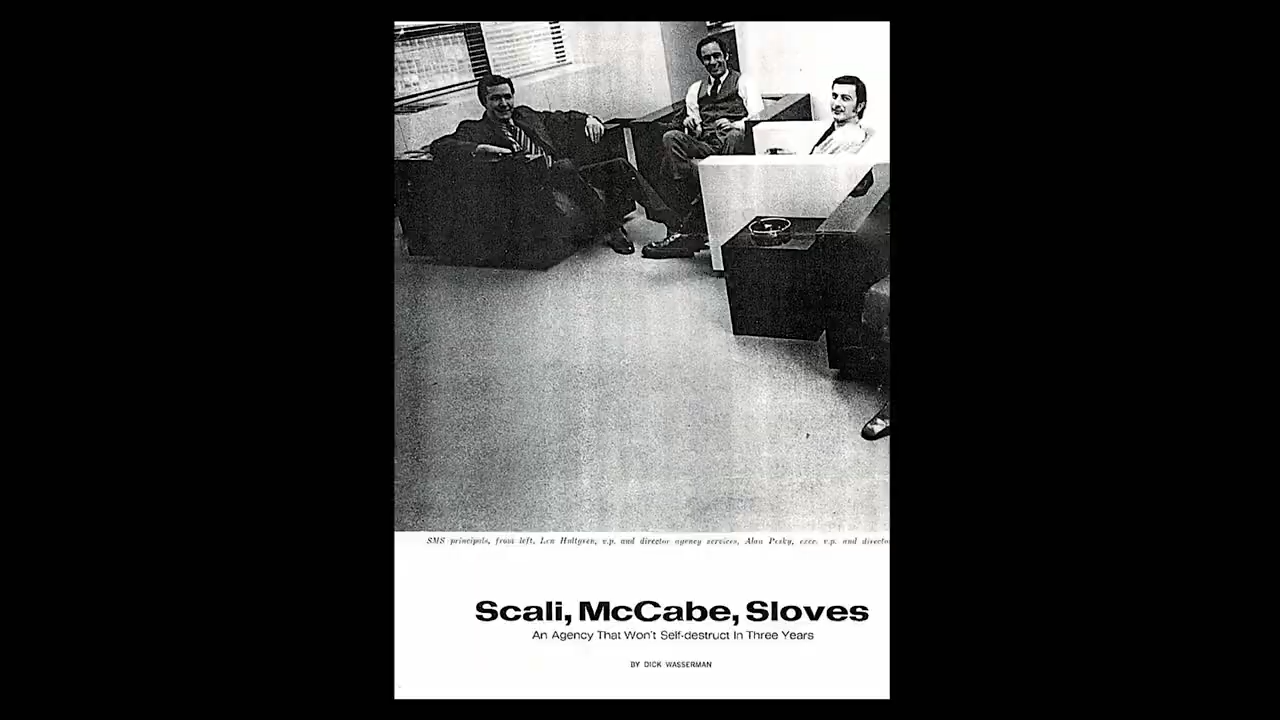 SMS principals, from left, Len Hultgren, v.p. and director agency services, Alan Pesky, exec. v.p. and directo
Scali, McCabe, Sloves
An Agency That Won't Self-destruct In Three Years
BY DICK WASSERMAN